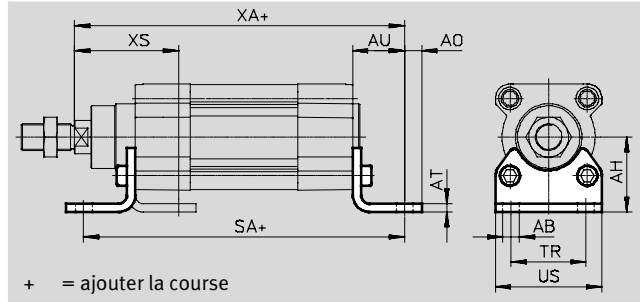 XA+
XS
AU
AO
AT
SA+
AH
AB
TR
US
+ = ajouter la course